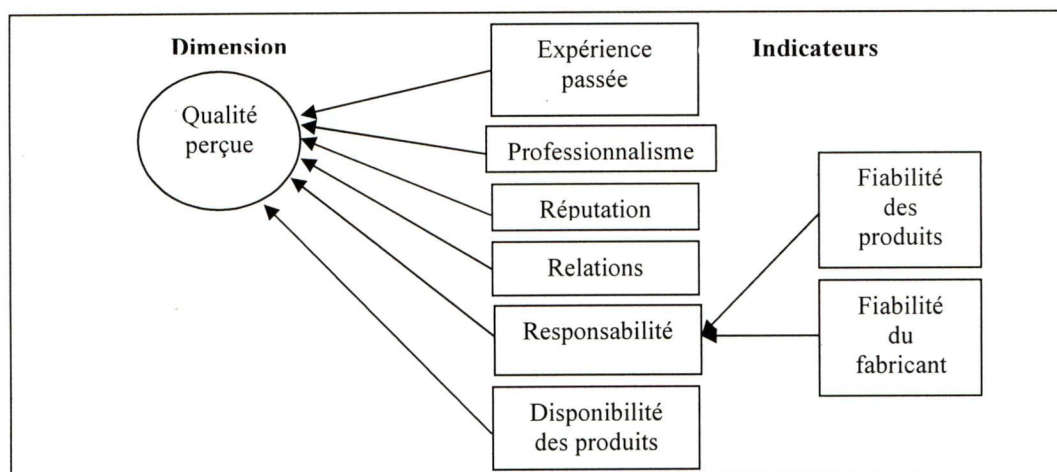 Dimension
Indicateurs
Qualité
perçue
Expérience
passée
Professionnalisme
Réputation
Relations
Responsabilité
Disponibilité
des produits
Fiabilité
des
produits
Fiabilité
du
fabricant